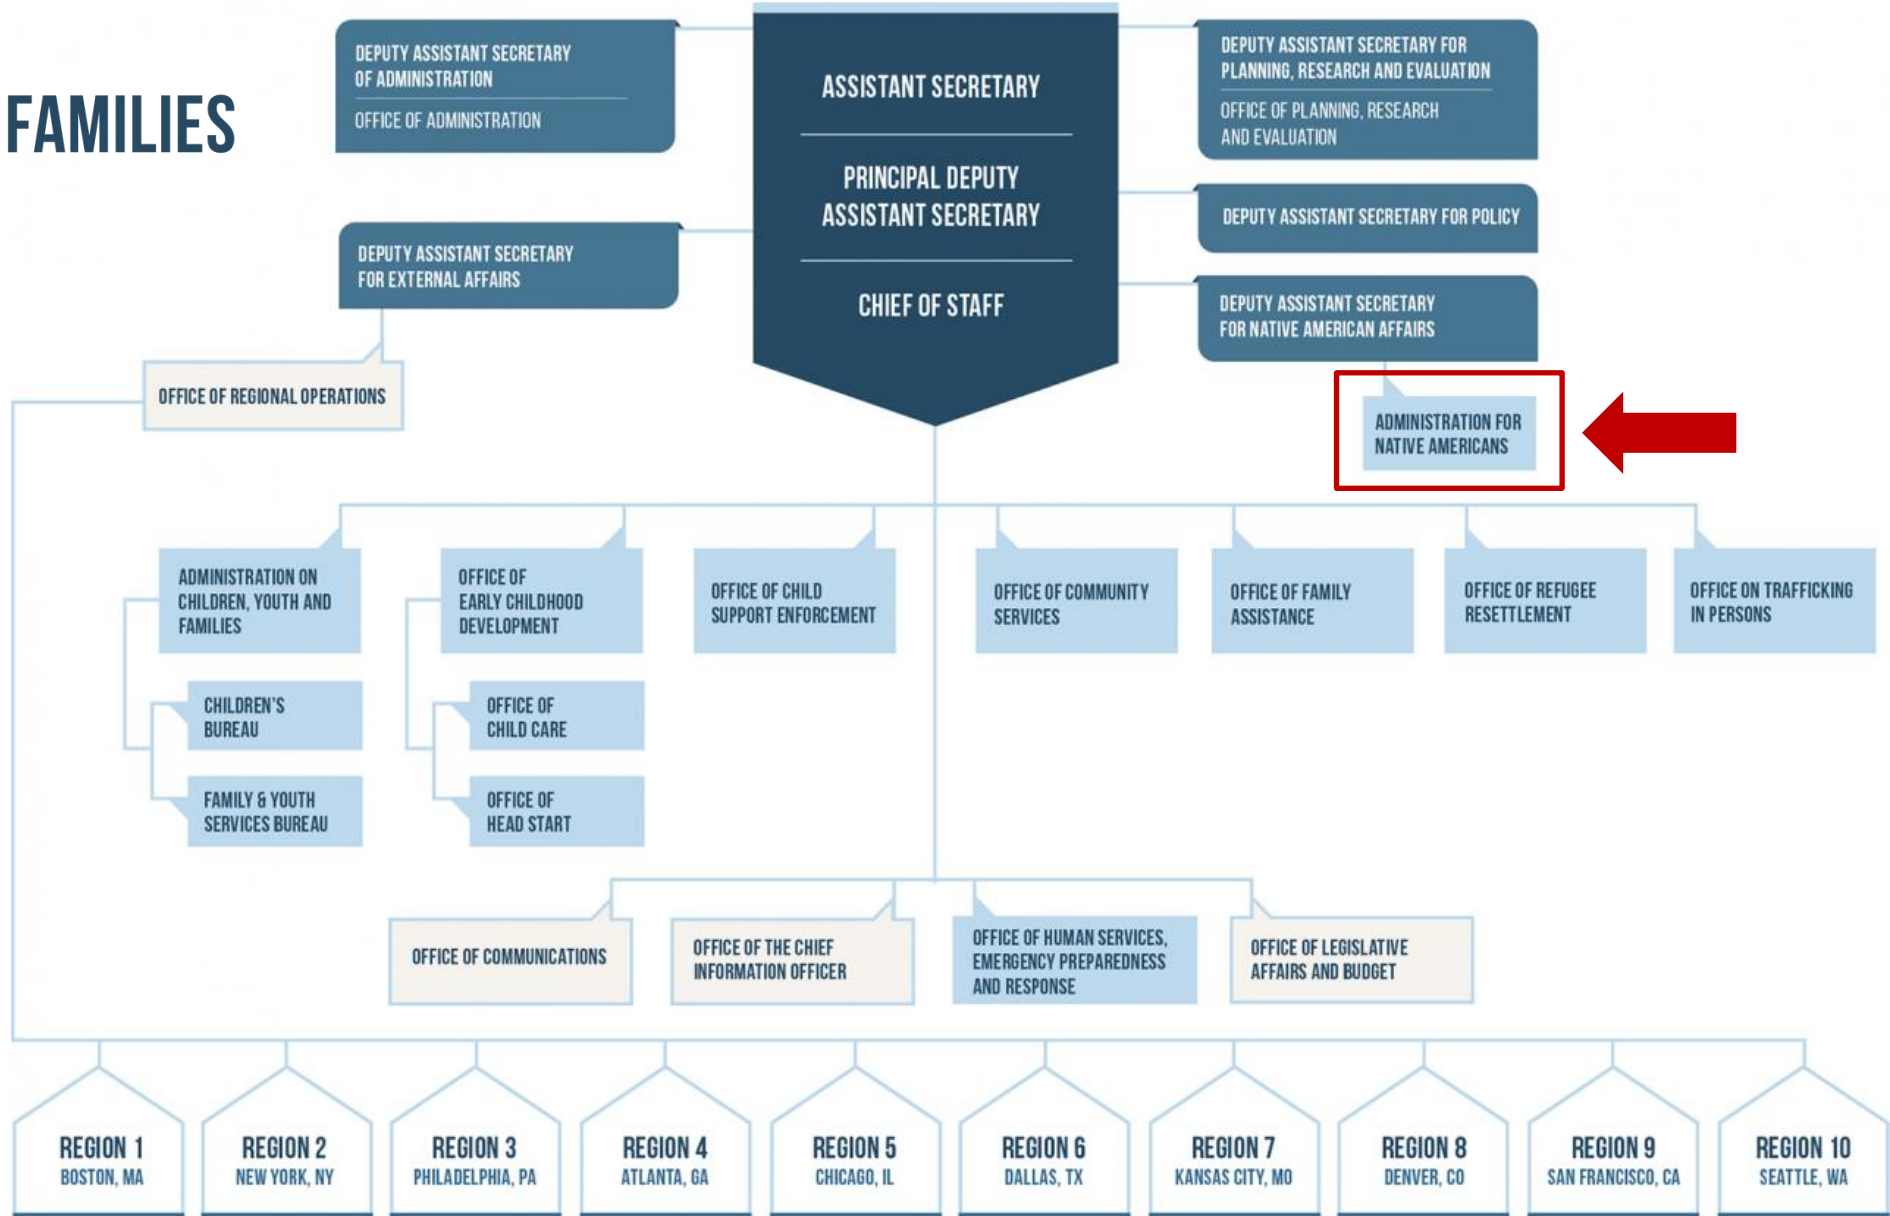 FAMILIES
DEPUTY ASSISTANT SECRETARY
OF ADMINISTRATION
OFFICE OF ADMINISTRATION
DEPUTY ASSISTANT SECRETARY
FOR EXTERNAL AFFAIRS
OFFICE OF REGIONAL OPERATIONS
ASSISTANT SECRETARY
PRINCIPAL DEPUTY
ASSISTANT SECRETARY
CHIEF OF STAFF
DEPUTY ASSISTANT SECRETARY FOR
PLANNING, RESEARCH AND EVALUATION
OFFICE OF PLANNING, RESEARCH
AND EVALUATION
DEPUTY ASSISTANT SECRETARY FOR POLICY
DEPUTY ASSISTANT SECRETARY
FOR NATIVE AMERICAN AFFAIRS
ADMINISTRATION FOR
NATIVE AMERICANS
ADMINISTRATION ON
CHILDREN, YOUTH AND
FAMILIES
CHILDREN'S
BUREAU
FAMILY & YOUTH
SERVICES BUREAU
OFFICE OF
EARLY CHILDHOOD
DEVELOPMENT
OFFICE OF
CHILD CARE
OFFICE OF
HEAD START
OFFICE OF CHILD
SUPPORT ENFORCEMENT
OFFICE OF COMMUNITY
SERVICES
OFFICE OF FAMILY
ASSISTANCE
OFFICE OF REFUGEE
RESETTLEMENT
OFFICE ON TRAFFICKING
IN PERSONS
OFFICE OF COMMUNICATIONS
OFFICE OF THE CHIEF
INFORMATION OFFICER
OFFICE OF HUMAN SERVICES,
EMERGENCY PREPAREDNESS
AND RESPONSE
OFFICE OF LEGISLATIVE
AFFAIRS AND BUDGET
REGION 1
BOSTON, MA
REGION 2
NEW YORK, NY
REGION 3
PHILADELPHIA, PA
REGION 4
ATLANTA, GA
REGION 5
CHICAGO, IL
REGION 6
DALLAS, TX
REGION 7
KANSAS CITY, MO
REGION 8
DENVER, CO
REGION 9
SAN FRANCISCO, CA
REGION 10
SEATTLE, WA